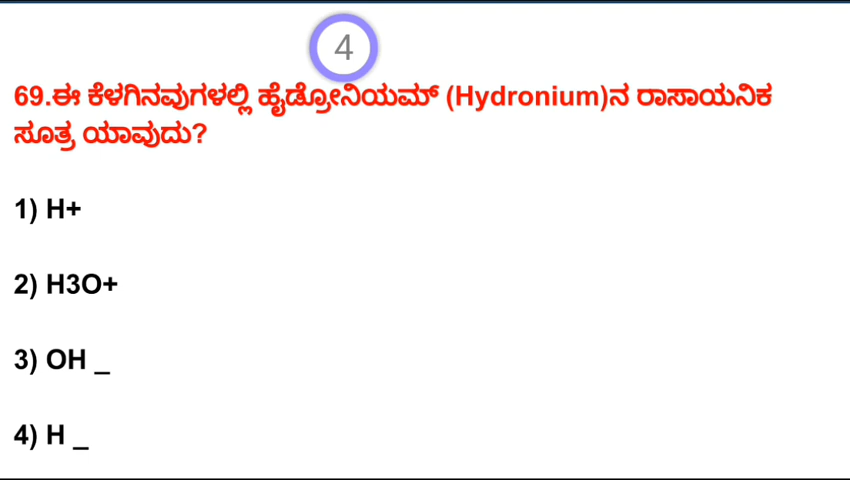 4
69.ಈ ಕೆಳಗಿನವುಗಳಲ್ಲಿ ಹೈಡ್ರೋನಿಯಮ್ (Hydronium)ನ ರಾಸಾಯನಿಕ
ಸೂತ್ರ ಯಾವುದು?
1) H+
2) H3O+
3) OH _
4) H _